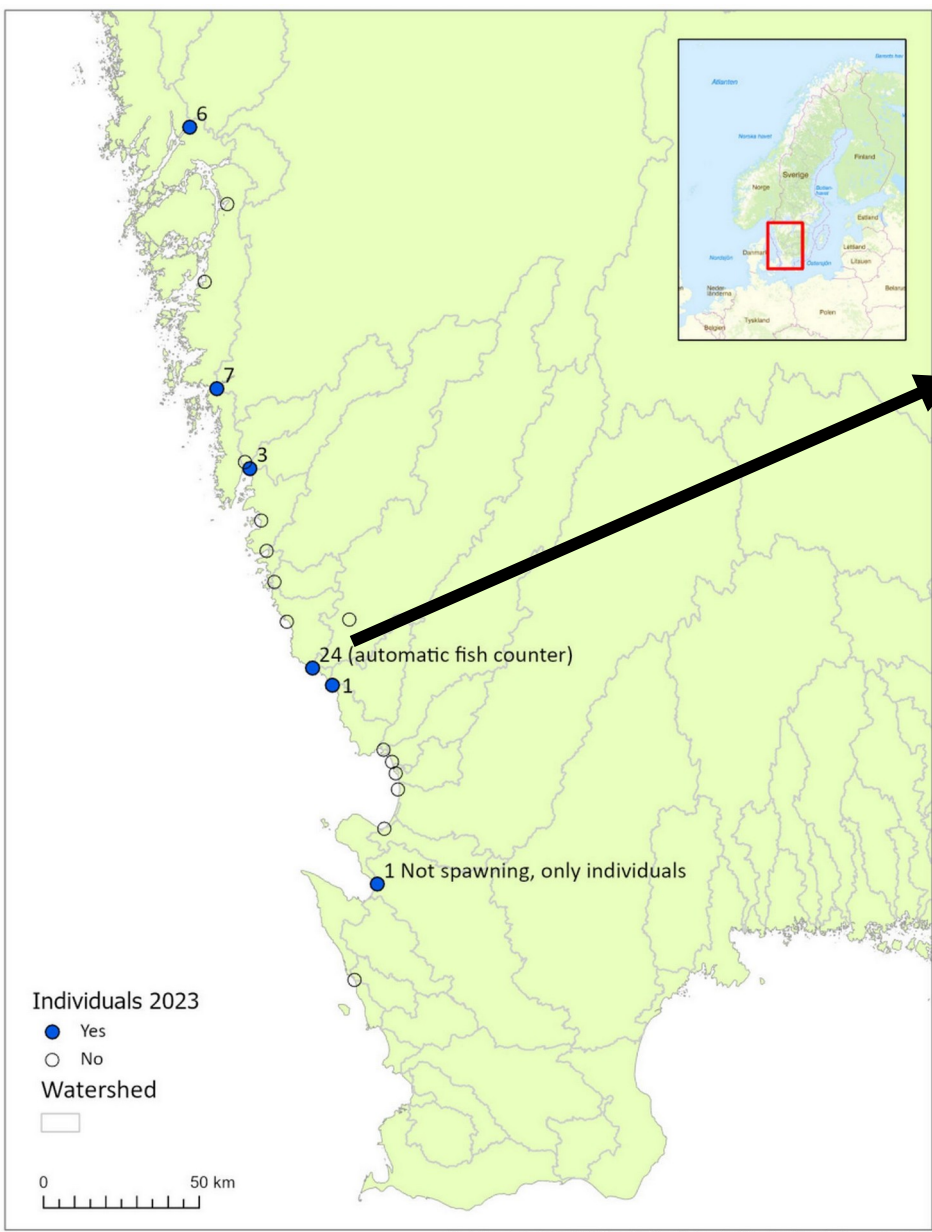 6
7
3
24 (automatic fish counter)
1
1 Not spawning, only individuals
Individuals 2023
Yes
No
Watershed
0 50 km
Atlanten
Norska havet
Sverige
Finland
Norge
Estland
Lettland
Litauen
Nordsjön
Östersjön
Polen
Tyskland
Belgien